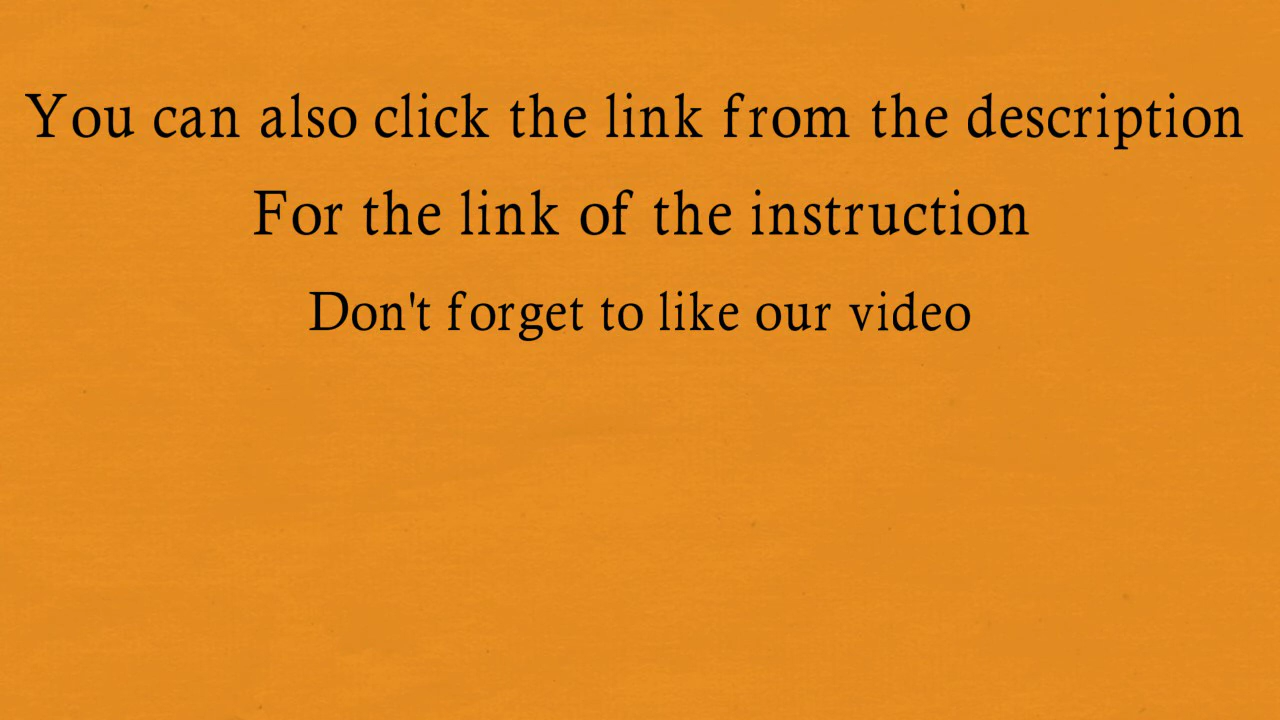 You can also click the link from the description
For the link of the instruction
Don't forget to like our video